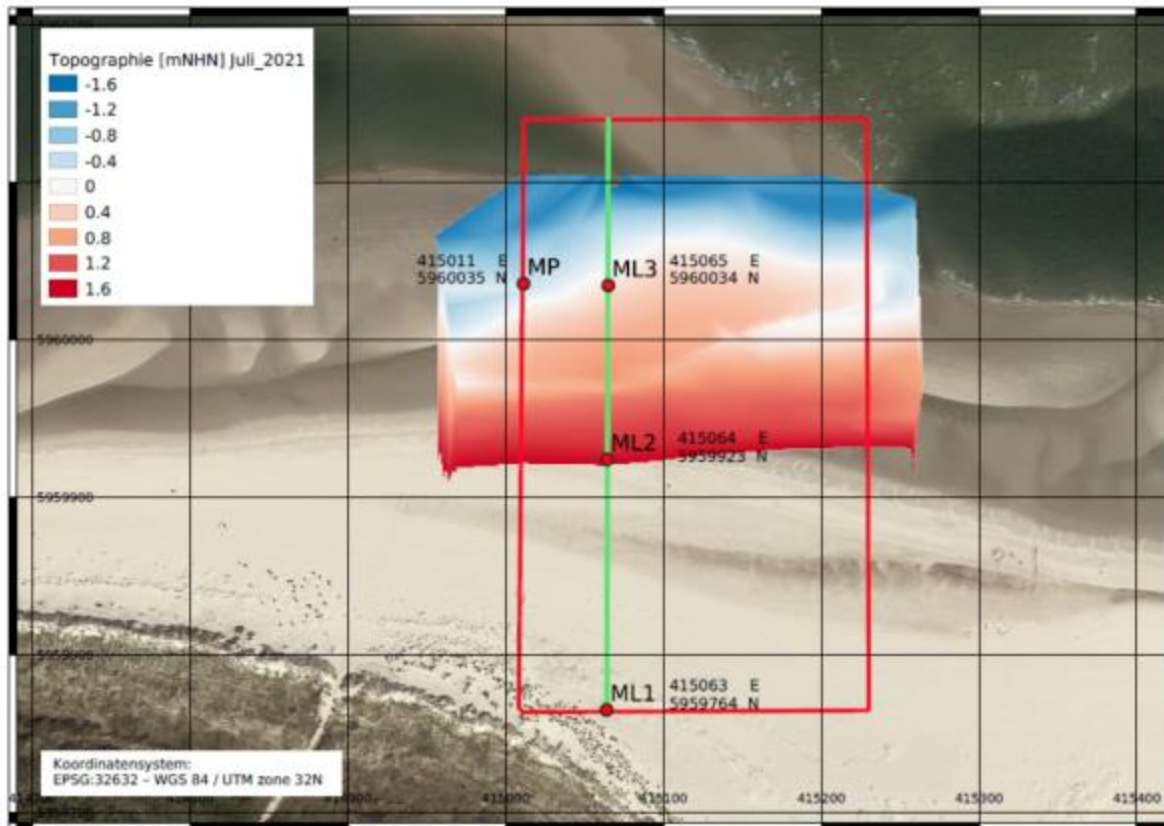 Topographie [mNHN] Juli_2021
-1.6
-1.2
-0.8
-0.4
0
0.4
0.8
1.2
1.6
415011 E
5960035 N
MP
ML3
415065 E
5960034 N
5960000
ML2
415064 E
5959923 N
5959900
ML1
415063 E
5959764 N
Koordinatensystem:
EPSG:32632 - WGS 84 / UTM zone 32N
415000
415100
415200
415300
415400